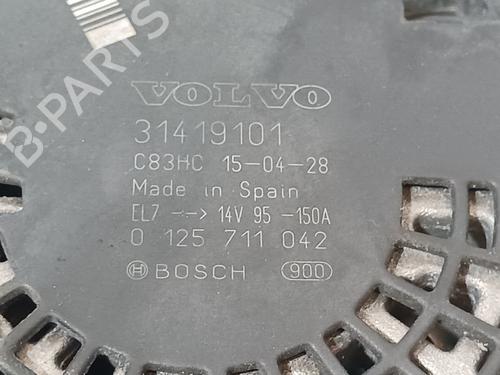 B-PARTS
VOLVO
31419101
C83HC 15-04-28
Made in Spain
EL7 --> 14V 95 -150A
0 125 711 042
BOSCH 900
B-PARTS